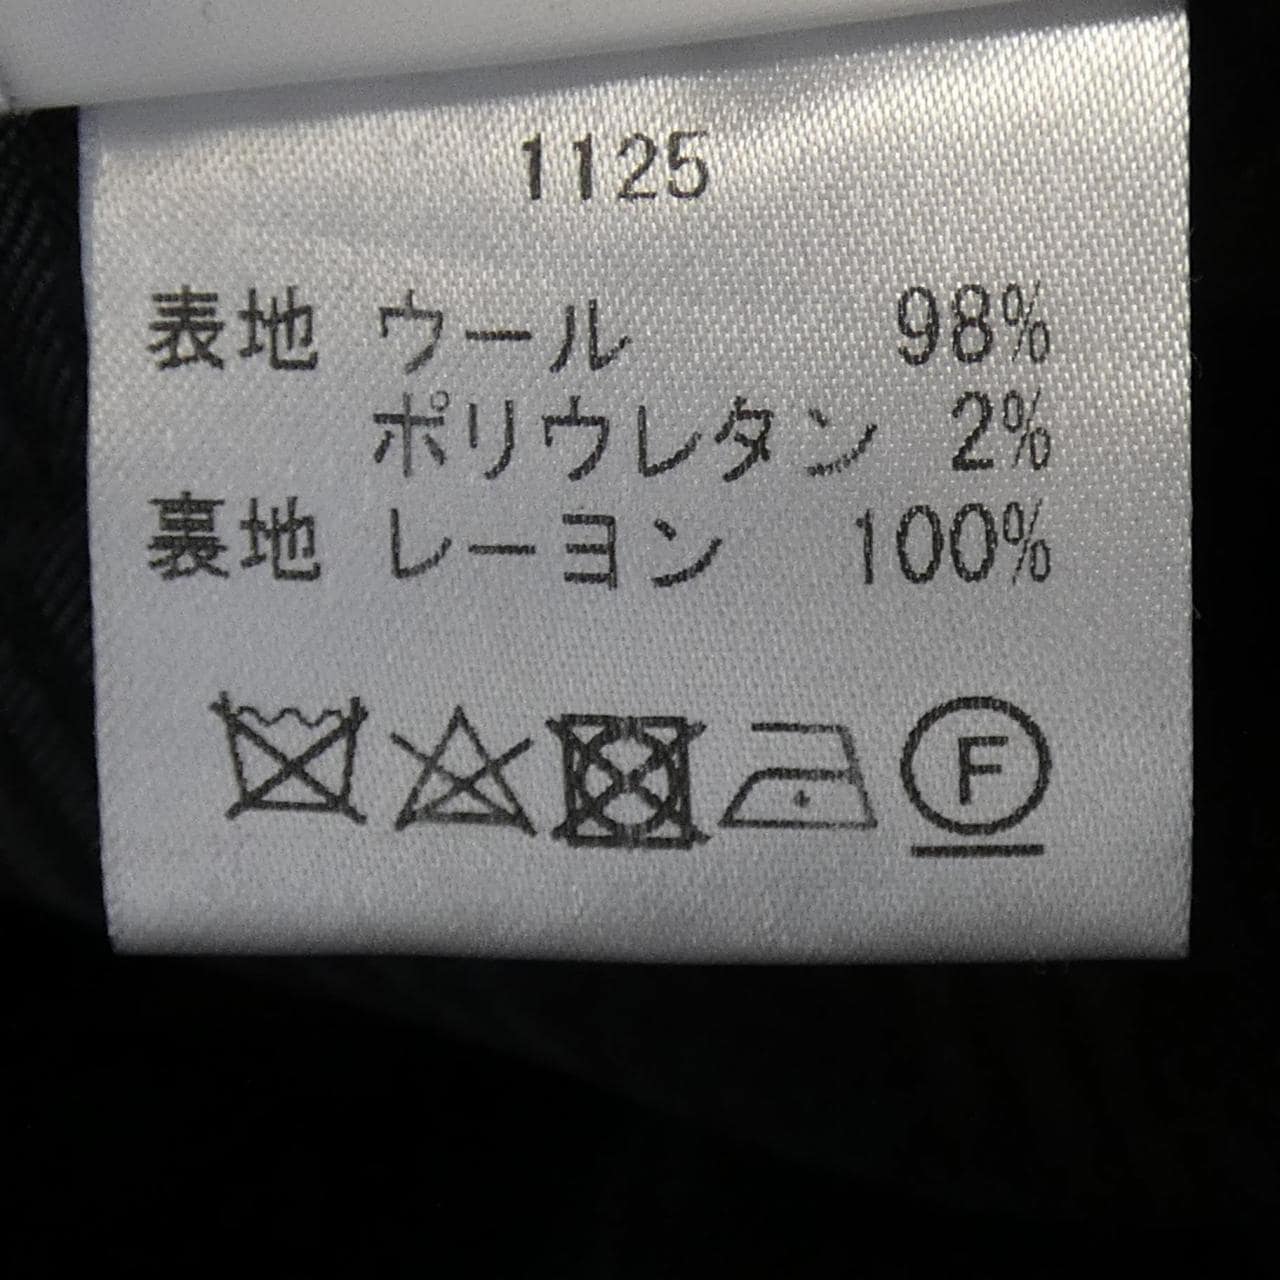 1125
表地 ウール 98%
ポリウレタン 2%
裏地 レーヨン 100%
F